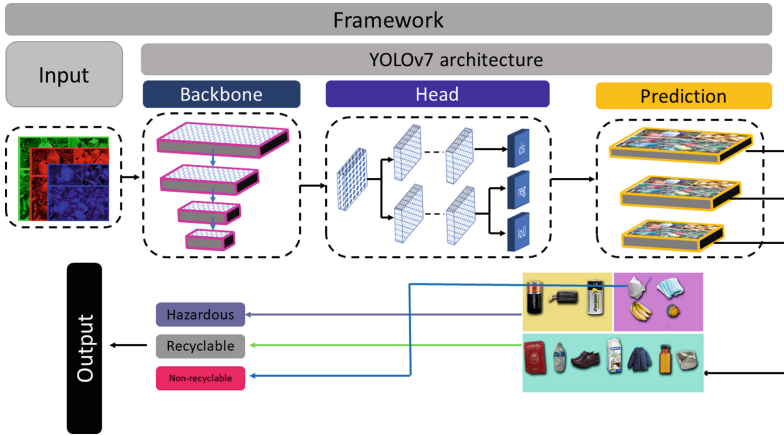 Framework
Input
YOLOv7 architecture
Backbone
Head
Prediction
cls
reg
IoU
Hazardous
Recyclable
Non-recyclable
Output